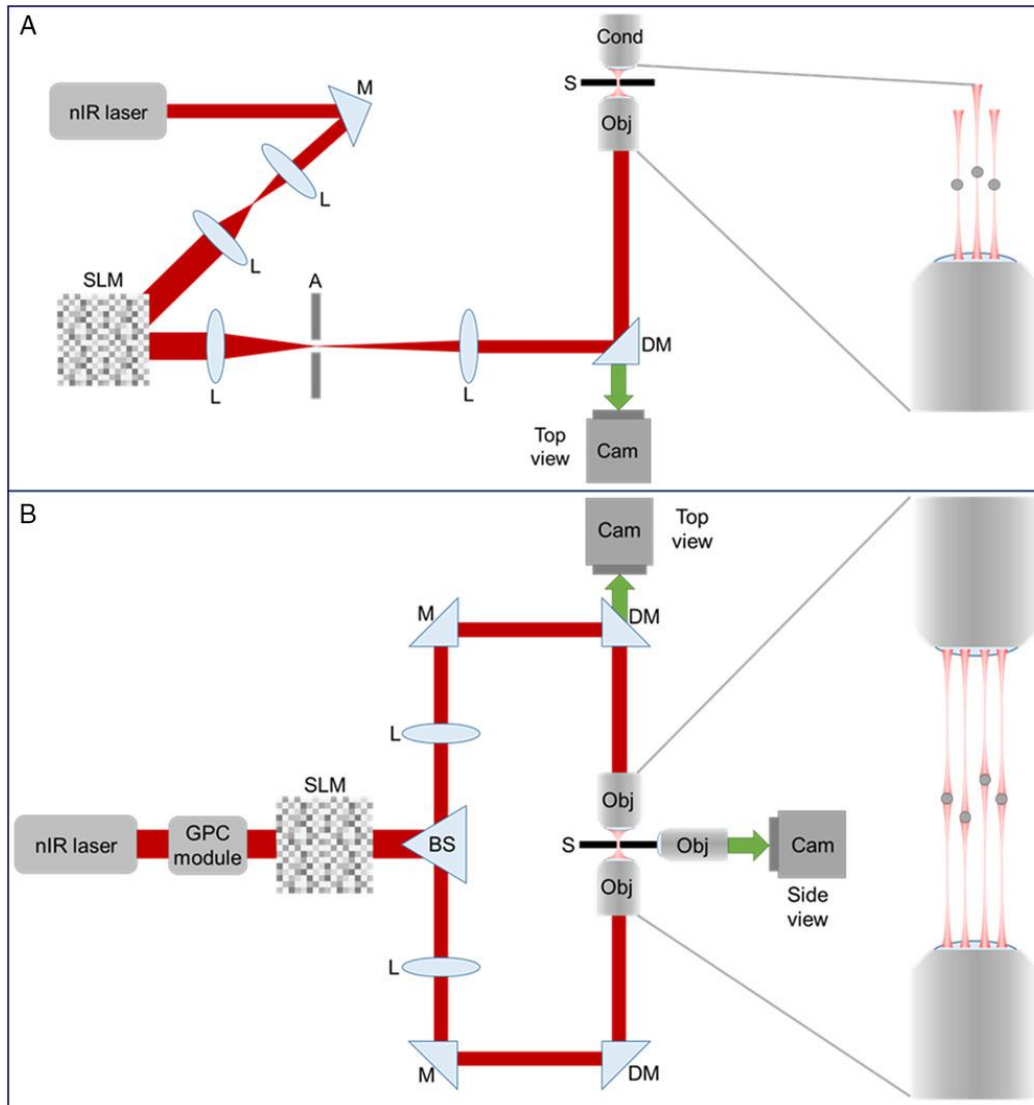 A
nIR laser
M
L
L
SLM
L
A
L
DM
Cond
S
Obj
Top
view
Cam
B
Cam
Top
view
M
DM
L
SLM
nIR laser
GPC
module
BS
Obj
S
Obj
Cam
Side
view
Obj
L
M
DM